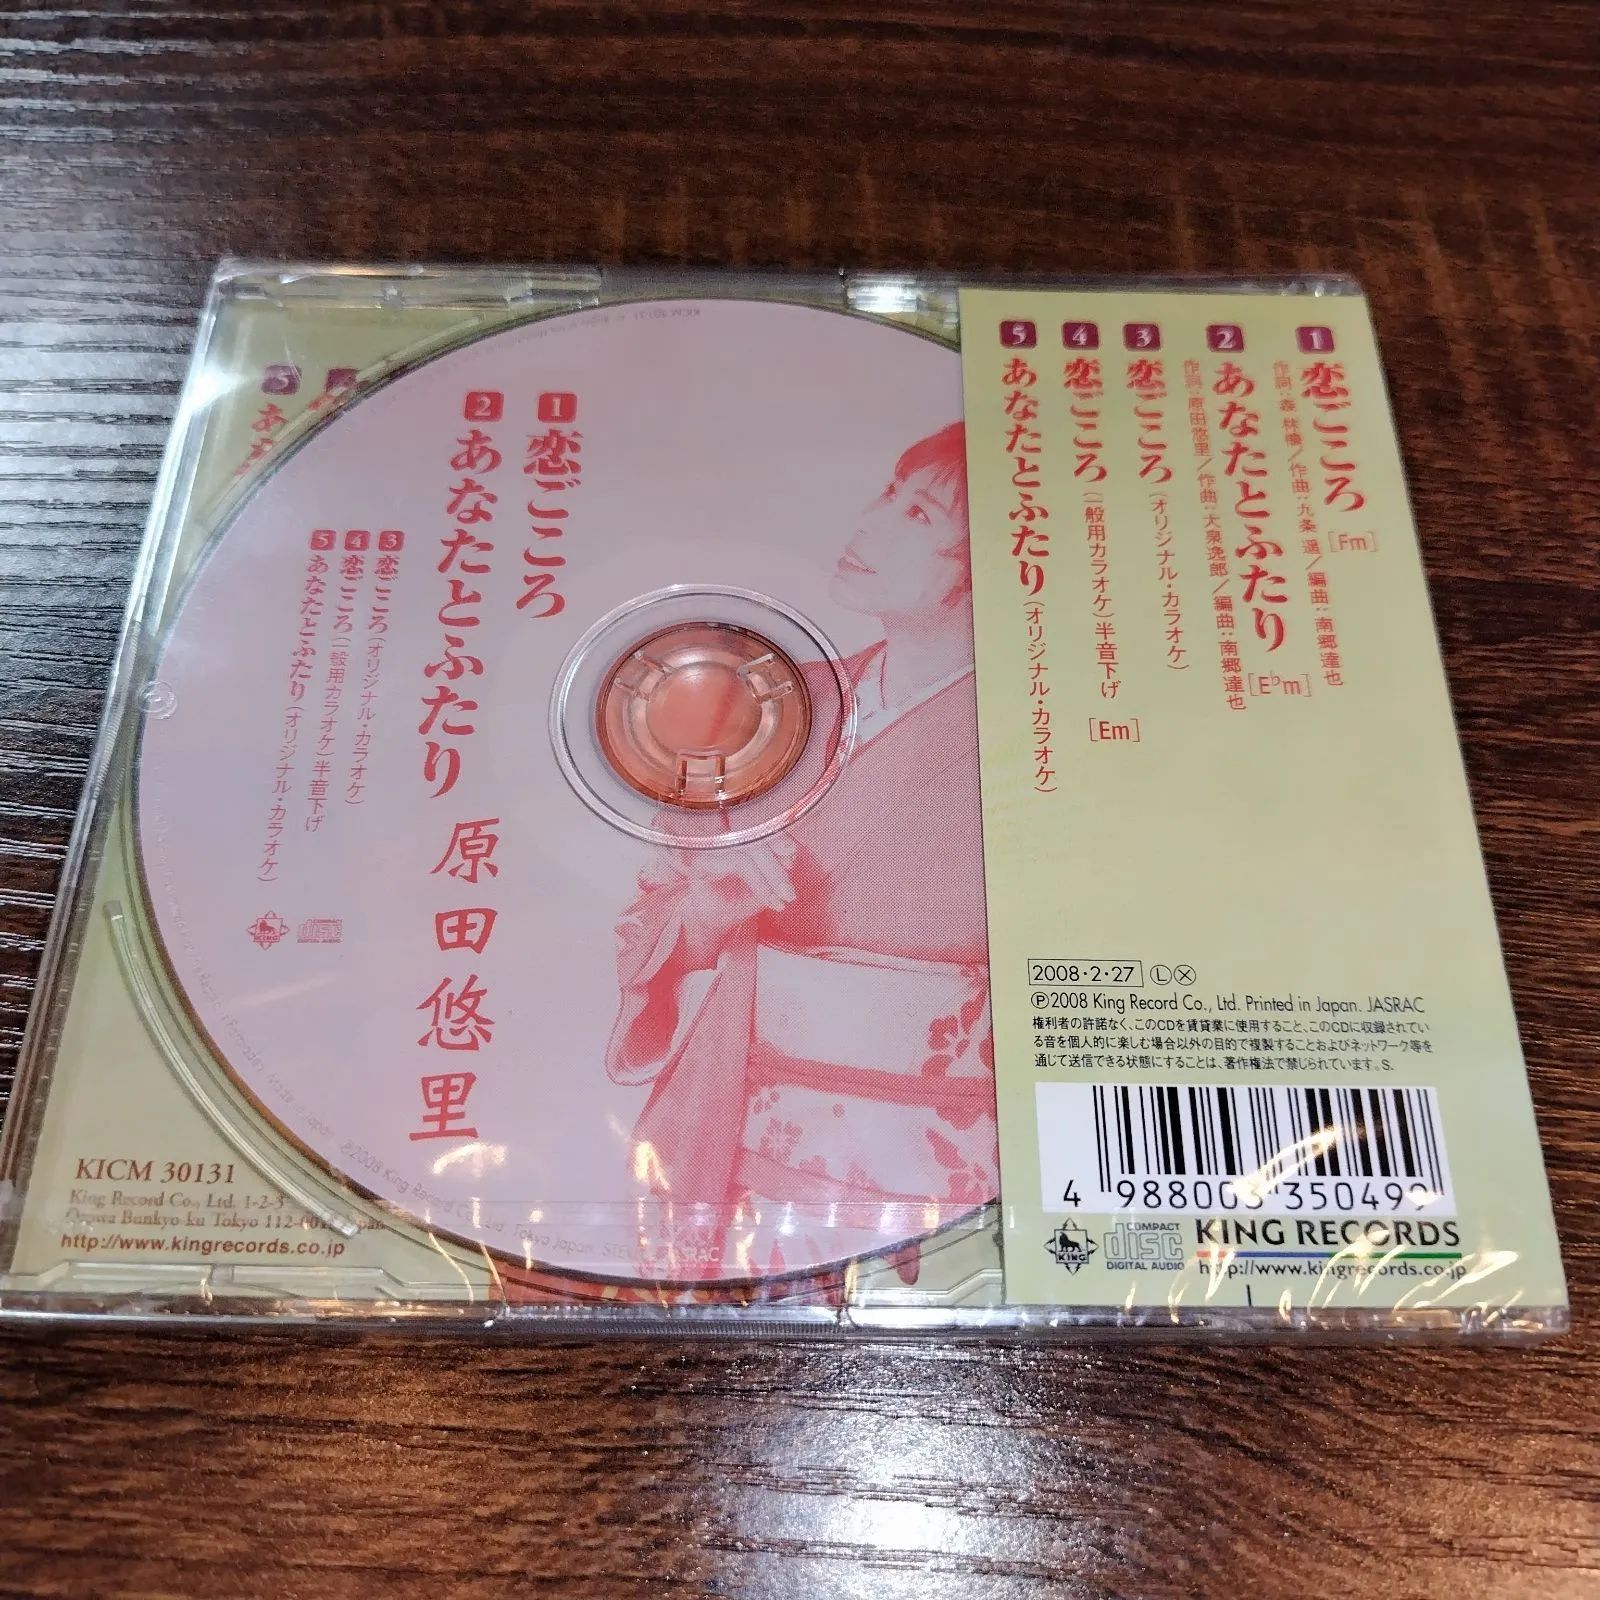 1 恋ごころ [Fm]
作詞:森林檎/作曲:九条 遥/編曲:南郷達也
2 あなたとふたり [E♭m]
作詞:原田悠里/作曲:大泉逸郎/編曲:南郷達也
3 恋ごころ (オリジナル・カラオケ)
4 恋ごころ (一般用カラオケ) 半音下げ [Em]
5 あなたとふたり (オリジナル・カラオケ)
2008・2・27 Ⓛ Ⓧ
Ⓟ2008 King Record Co., Ltd. Printed in Japan. JASRAC
権利者の許諾なく、このCDを賃貸業に使用すること、このCDに収録されてい
る音を個人的に楽しむ場合以外の目的で複製することおよびネットワーク等を
通じて送信できる状態にすることは、著作権法で禁じられています。S.
4 988003 350499
KING
COMPACT disc DIGITAL AUDIO
KING RECORDS
http://www.kingrecords.co.jp
1 恋ごころ
2 あなたとふたり
原田悠里
3 恋ごころ (オリジナル・カラオケ)
4 恋ごころ (一般用カラオケ) 半音下げ
5 あなたとふたり (オリジナル・カラオケ)
KING
COMPACT disc DIGITAL AUDIO
5
KICM 30131
King Record Co., Ltd. 1-2-3
Otowa Bunkyo-ku Tokyo
http://www.kingrecords.co.jp